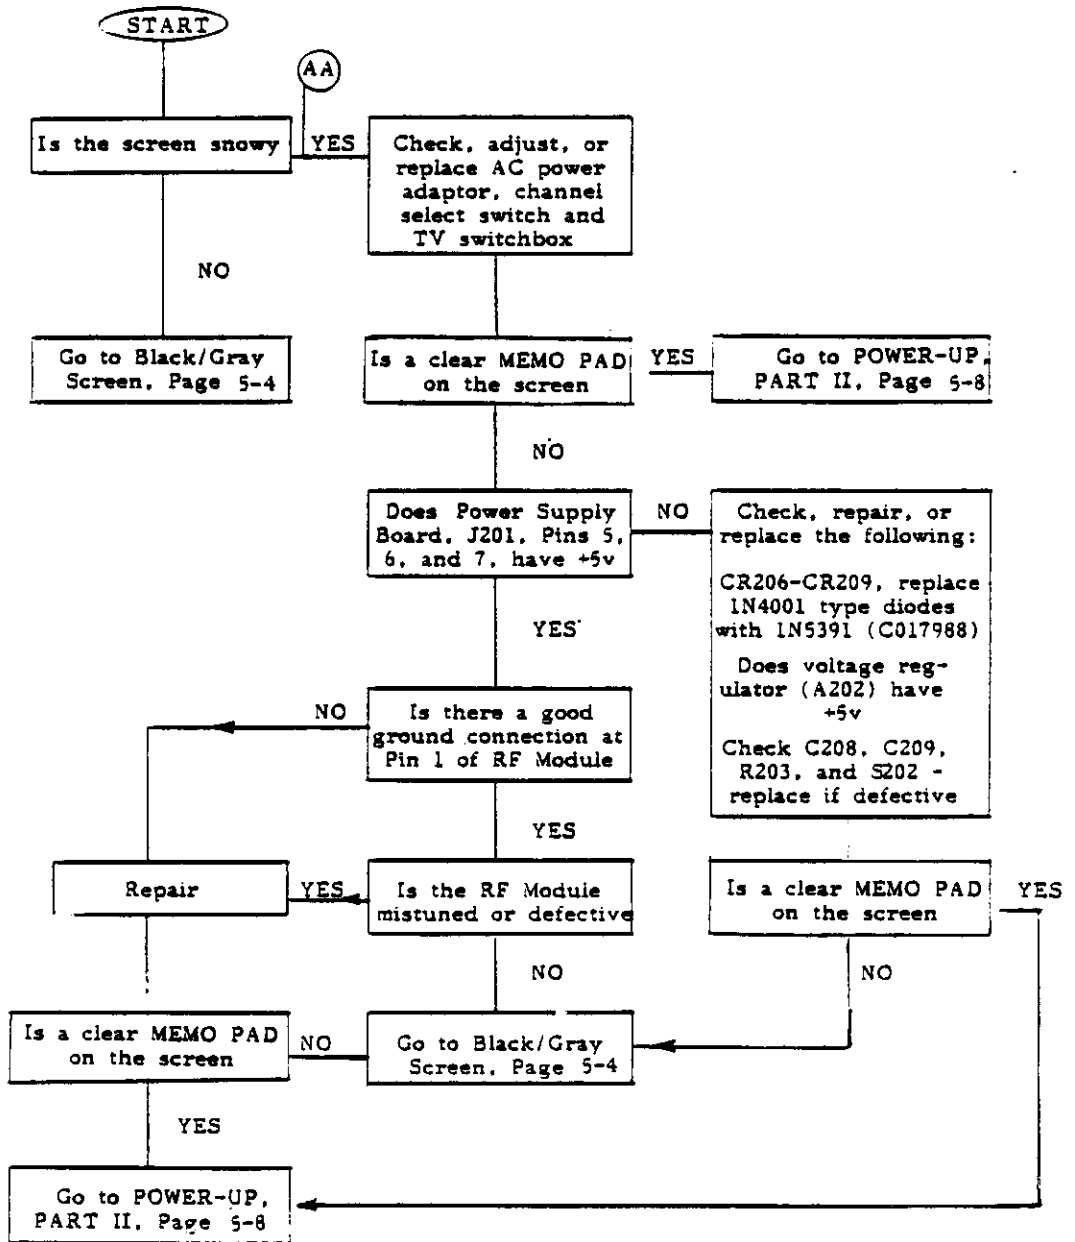 START
AA
Is the screen snowy
YES
Check, adjust, or
replace AC power
adaptor, channel
select switch and
TV switchbox
NO
Go to Black/Gray
Screen, Page 5-4
Is a clear MEMO PAD
on the screen
YES
Go to POWER-UP,
PART II, Page 5-8
NO
Does Power Supply
Board, J201, Pins 5,
6, and 7, have +5v
NO
Check, repair, or
replace the following:
CR206-CR209, replace
1N4001 type diodes
with 1N5391 (C017988)
Does voltage reg-
ulator (A202) have
+5v
Check C208, C209,
R203, and S202 -
replace if defective
YES
NO
Is there a good
ground connection at
Pin 1 of RF Module
YES
Repair
YES
Is the RF Module
mistuned or defective
Is a clear MEMO PAD
on the screen
YES
NO
NO
Is a clear MEMO PAD
on the screen
NO
Go to Black/Gray
Screen, Page 5-4
YES
Go to POWER-UP,
PART II, Page 5-8